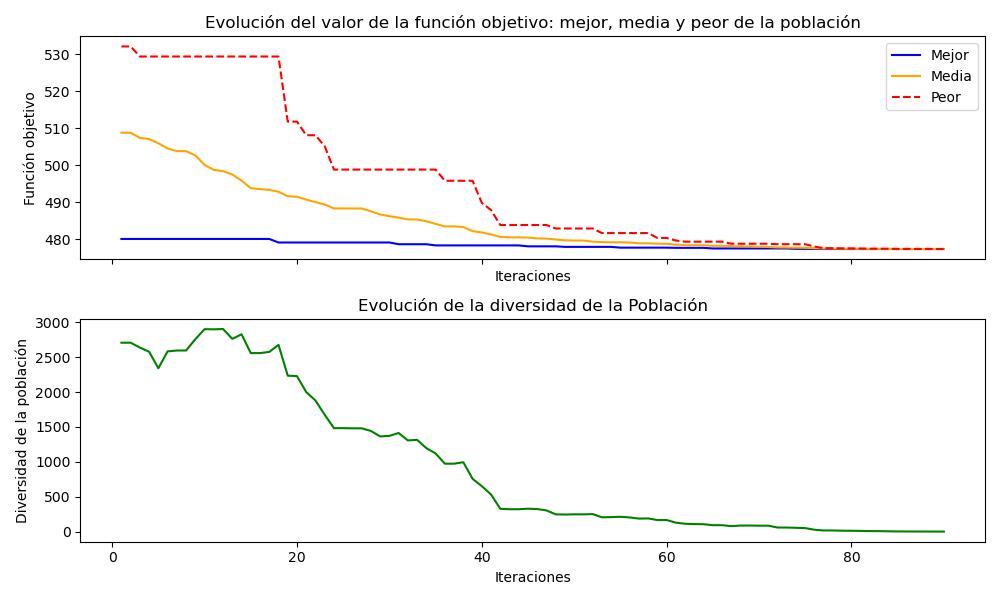 Evolución del valor de la función objetivo: mejor, media y peor de la población
530
520
510
500
490
480
Función objetivo
Mejor
Media
Peor
Iteraciones
Evolución de la diversidad de la Población
3000
2500
2000
1500
1000
500
0
Diversidad de la población
0 20 40 60 80
Iteraciones